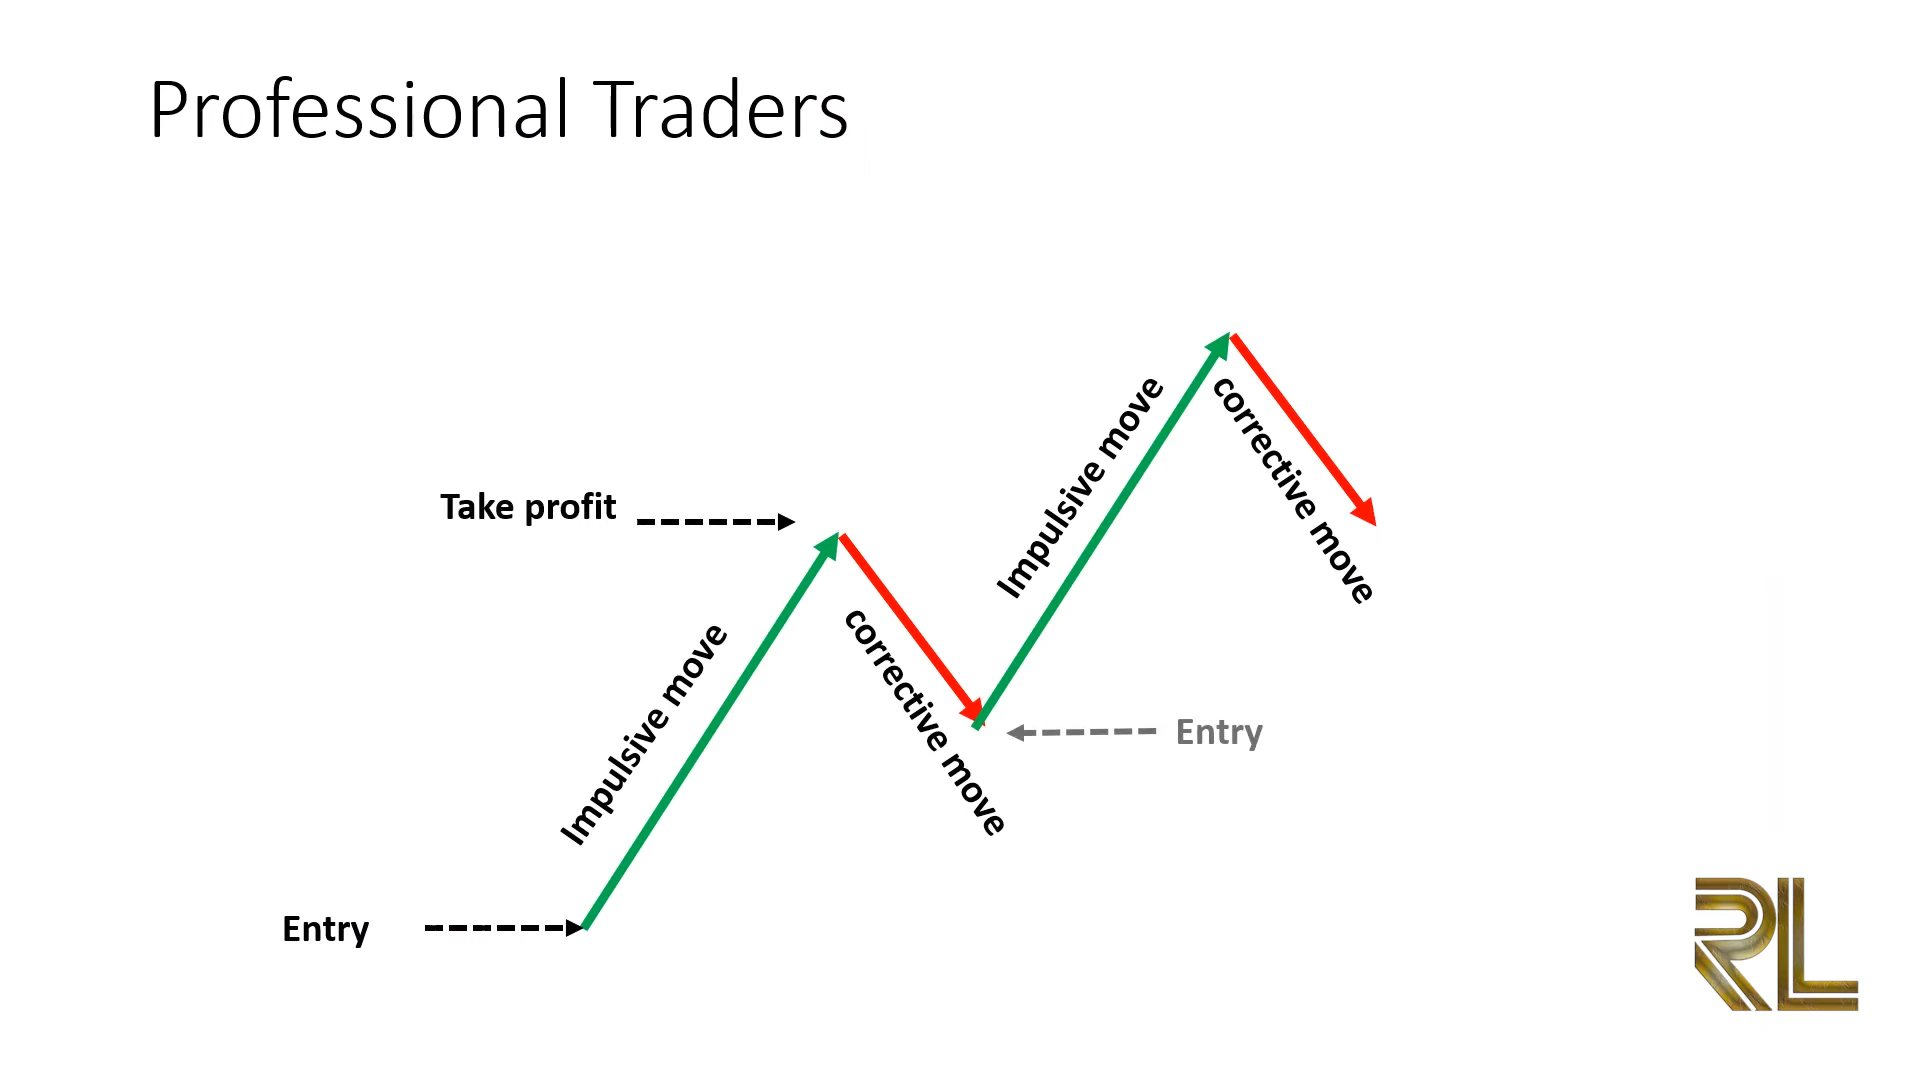 Professional Traders
Impulsive move
corrective move
Take profit
Impulsive move
corrective move
Entry
Entry
RL